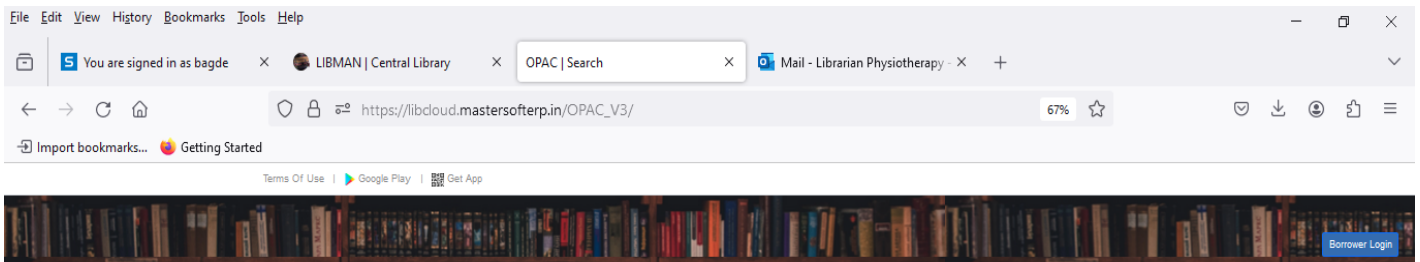 File Edit View History Bookmarks Tools Help
You are signed in as bagde LIBMAN | Central Library OPAC | Search Mail - Librarian Physiotherapy -
https://libcloud.mastersofterp.in/OPAC_V3/ 67%
Import bookmarks... Getting Started
Terms Of Use | Google Play | Get App
Borrower Login